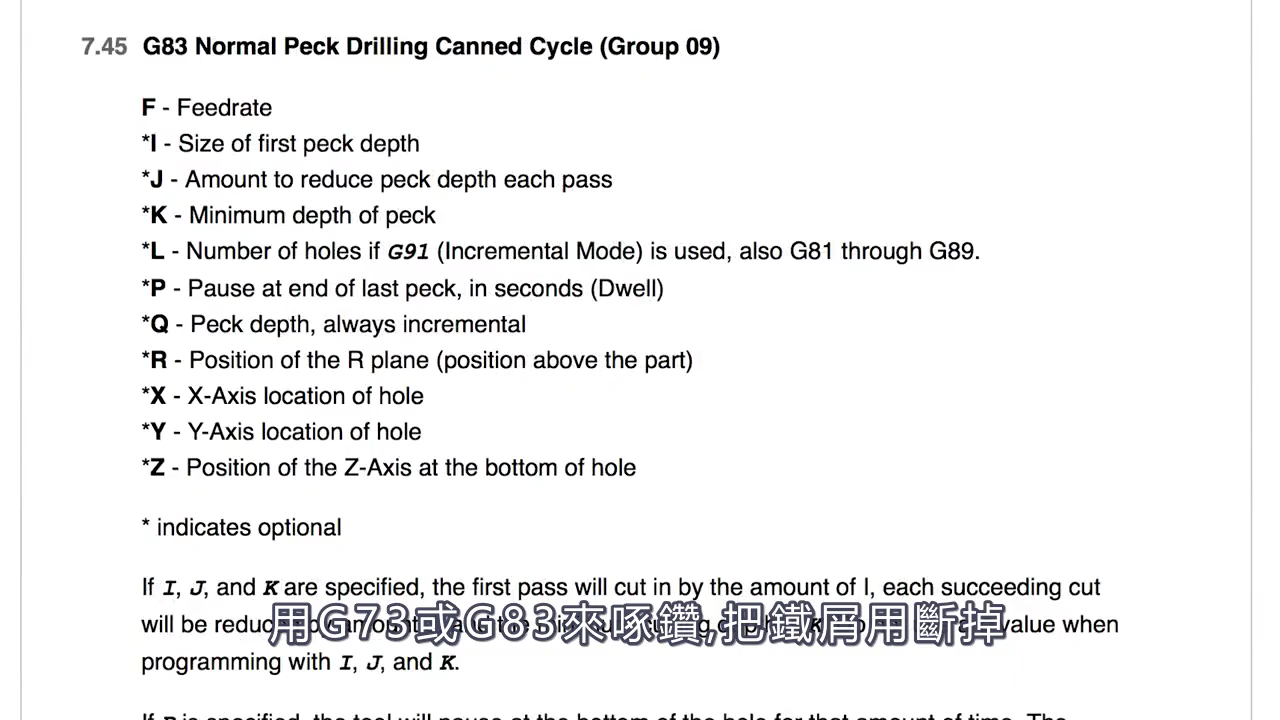 7.45 G83 Normal Peck Drilling Canned Cycle (Group 09)
F - Feedrate
*I - Size of first peck depth
*J - Amount to reduce peck depth each pass
*K - Minimum depth of peck
*L - Number of holes if G91 (Incremental Mode) is used, also G81 through G89.
*P - Pause at end of last peck, in seconds (Dwell)
*Q - Peck depth, always incremental
*R - Position of the R plane (position above the part)
*X - X-Axis location of hole
*Y - Y-Axis location of hole
*Z - Position of the Z-Axis at the bottom of hole
* indicates optional
If I, J, and K are specified, the first pass will cut in by the amount of I, each succeeding cut
will be value when
用G73或G83來啄鑽,把鐵屑用斷掉
programming with I, J, and K.